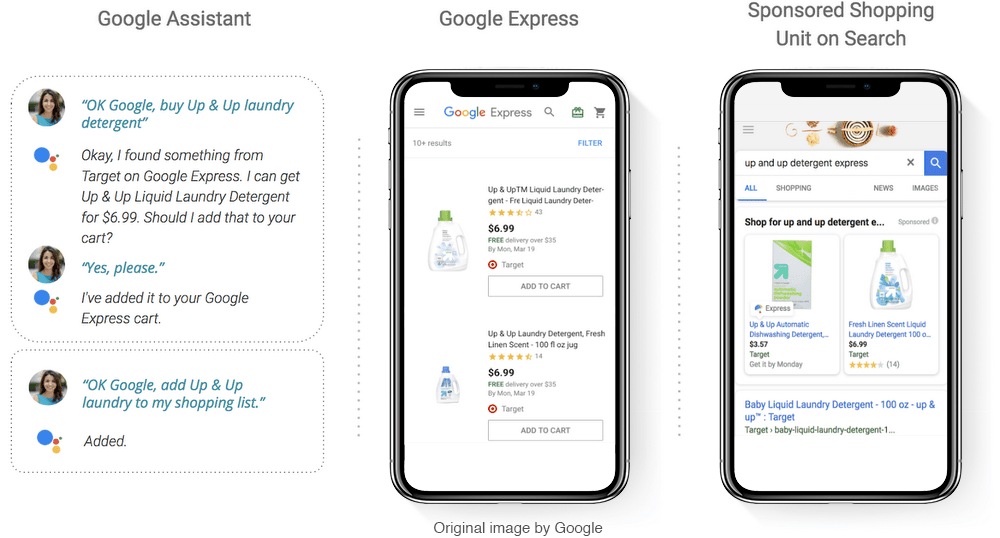 Google Assistant
“OK Google, buy Up & Up laundry
detergent”
Okay, I found something from
Target on Google Express. I can get
Up & Up Liquid Laundry Detergent
for $6.99. Should I add that to your
cart?
“Yes, please.”
I've added it to your Google
Express cart.
“OK Google, add Up & Up
laundry to my shopping list.”
Added.
Google Express
Google Express
10+ results
FILTER
Up & UpTM Liquid Laundry Deter-
gent - Fre Liquid Laundry Deter-
43
$6.99
FREE delivery over $35
By Mon, Mar 19
Target
ADD TO CART
Up & Up Laundry Detergent, Fresh
Linen Scent - 100 fl oz jug
14
$6.99
FREE delivery over $35
By Mon, Mar 19
Target
ADD TO CART
Sponsored Shopping
Unit on Search
up and up detergent express
ALL SHOPPING NEWS IMAGES
Shop for up and up detergent e... Sponsored
Express
Up & Up Automatic
Dishwashing Detergent,...
$3.57
Target
Get it by Monday
Fresh Linen Scent Liquid
Laundry Detergent 100 o...
$6.99
Target
(14)
Baby Liquid Laundry Detergent - 100 oz - up &
up™ : Target
Target › baby-liquid-laundry-detergent-1...
Original image by Google